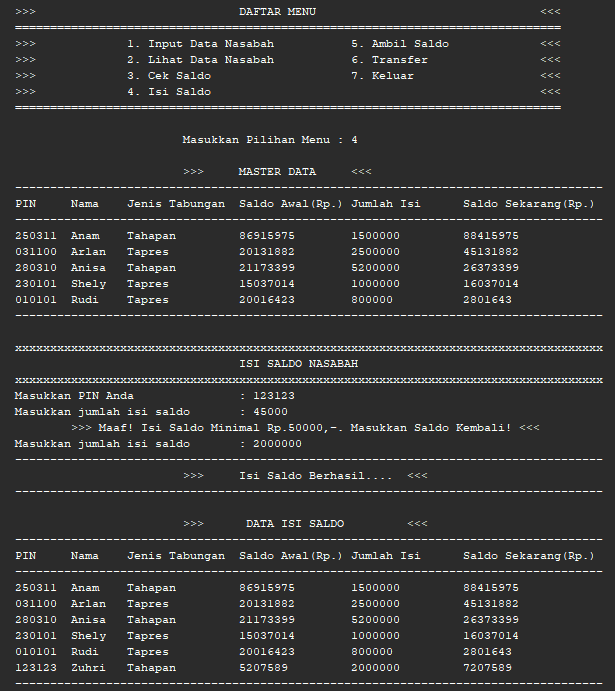 >>> DAFTAR MENU <<<
==============================================================================
>>> 1. Input Data Nasabah 5. Ambil Saldo <<<
>>> 2. Lihat Data Nasabah 6. Transfer <<<
>>> 3. Cek Saldo 7. Keluar <<<
>>> 4. Isi Saldo <<<
==============================================================================
Masukkan Pilihan Menu : 4
>>> MASTER DATA <<<
------------------------------------------------------------------------------------
PIN Nama Jenis Tabungan Saldo Awal(Rp.) Jumlah Isi Saldo Sekarang(Rp.)
------------------------------------------------------------------------------------
250311 Anam Tahapan 86915975 1500000 88415975
031100 Arlan Tapres 20131882 2500000 45131882
280310 Anisa Tahapan 21173399 5200000 26373399
230101 Shely Tapres 15037014 1000000 16037014
010101 Rudi Tapres 20016423 800000 2801643
------------------------------------------------------------------------------------
xxxxxxxxxxxxxxxxxxxxxxxxxxxxxxxxxxxxxxxxxxxxxxxxxxxxxxxxxxxxxxxxxxxxxxxxxxxxxxxxxxxx
ISI SALDO NASABAH
xxxxxxxxxxxxxxxxxxxxxxxxxxxxxxxxxxxxxxxxxxxxxxxxxxxxxxxxxxxxxxxxxxxxxxxxxxxxxxxxxxxx
Masukkan PIN Anda : 123123
Masukkan jumlah isi saldo : 45000
>>> Maaf! Isi Saldo Minimal Rp.50000,-. Masukkan Saldo Kembali! <<<
Masukkan jumlah isi saldo : 2000000
------------------------------------------------------------------------------------
>>> Isi Saldo Berhasil.... <<<
------------------------------------------------------------------------------------
>>> DATA ISI SALDO <<<
------------------------------------------------------------------------------------
PIN Nama Jenis Tabungan Saldo Awal(Rp.) Jumlah Isi Saldo Sekarang(Rp.)
------------------------------------------------------------------------------------
250311 Anam Tahapan 86915975 1500000 88415975
031100 Arlan Tapres 20131882 2500000 45131882
280310 Anisa Tahapan 21173399 5200000 26373399
230101 Shely Tapres 15037014 1000000 16037014
010101 Rudi Tapres 20016423 800000 2801643
123123 Zuhri Tahapan 5207589 2000000 7207589
------------------------------------------------------------------------------------